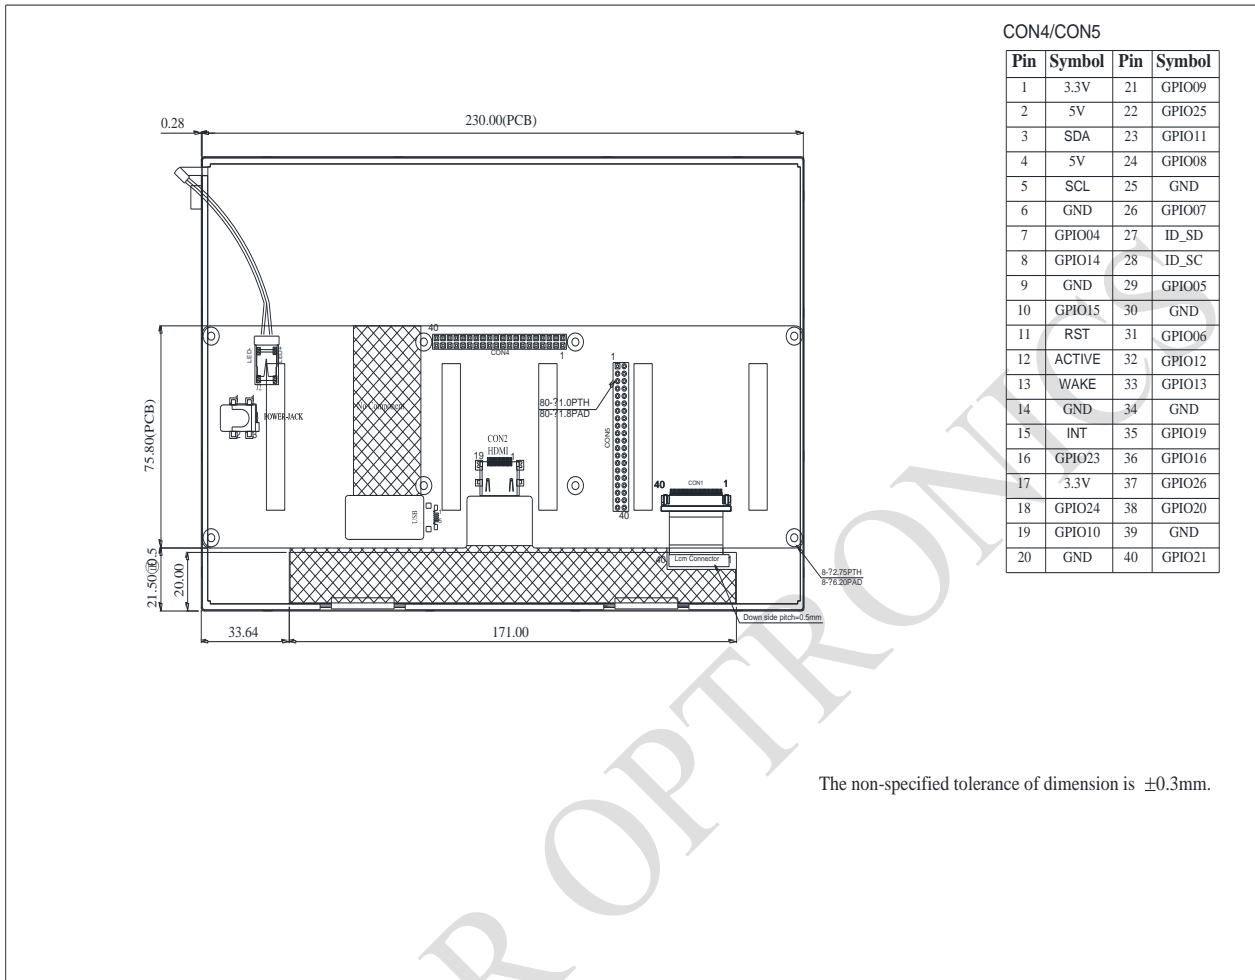 CON4/CON5
Pin Symbol Pin Symbol
1 3.3V 21 GPIO09
2 5V 22 GPIO25
3 SDA 23 GPIO11
4 5V 24 GPIO08
5 SCL 25 GND
6 GND 26 GPIO07
7 GPIO04 27 ID_SD
8 GPIO14 28 ID_SC
9 GND 29 GPIO05
10 GPIO15 30 GND
11 RST 31 GPIO06
12 ACTIVE 32 GPIO12
13 WAKE 33 GPIO13
14 GND 34 GND
15 INT 35 GPIO19
16 GPIO23 36 GPIO16
17 3.3V 37 GPIO26
18 GPIO24 38 GPIO20
19 GPIO10 39 GND
20 GND 40 GPIO21
0.28
230.00(PCB)
40
CON4
1
LED-
LED+
1
No Component
POWER-JACK
80-?1.0PTH
80-?1.8PAD
CON5
40
75.80(PCB)
CON2
HDMI
19 1
USB
40 CON1 1
40 Lcm Connector 1
8-?2.75PTH
8-?6.20PAD
20.00
Down side pitch=0.5mm
33.64
171.00
The non-specified tolerance of dimension is ±0.3mm.
R OPTRONICS